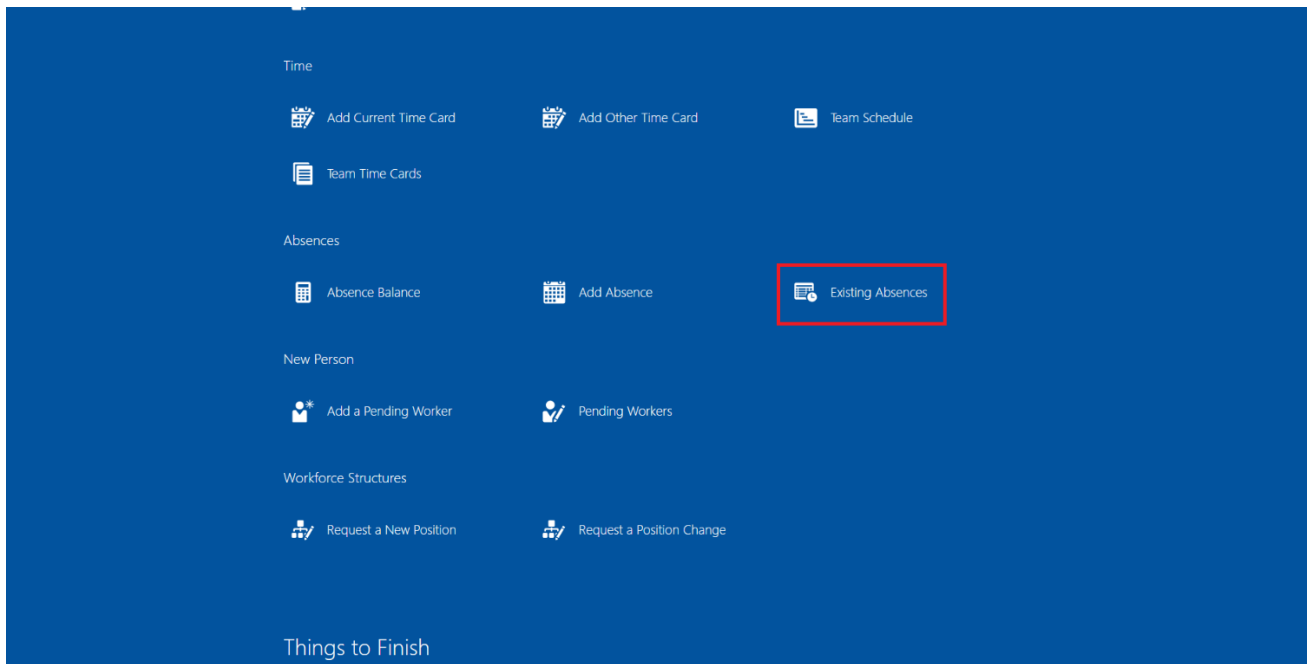 Time
Add Current Time Card
Add Other Time Card
Team Schedule
Team Time Cards
Absences
Absence Balance
Add Absence
Existing Absences
New Person
Add a Pending Worker
Pending Workers
Workforce Structures
Request a New Position
Request a Position Change
Things to Finish